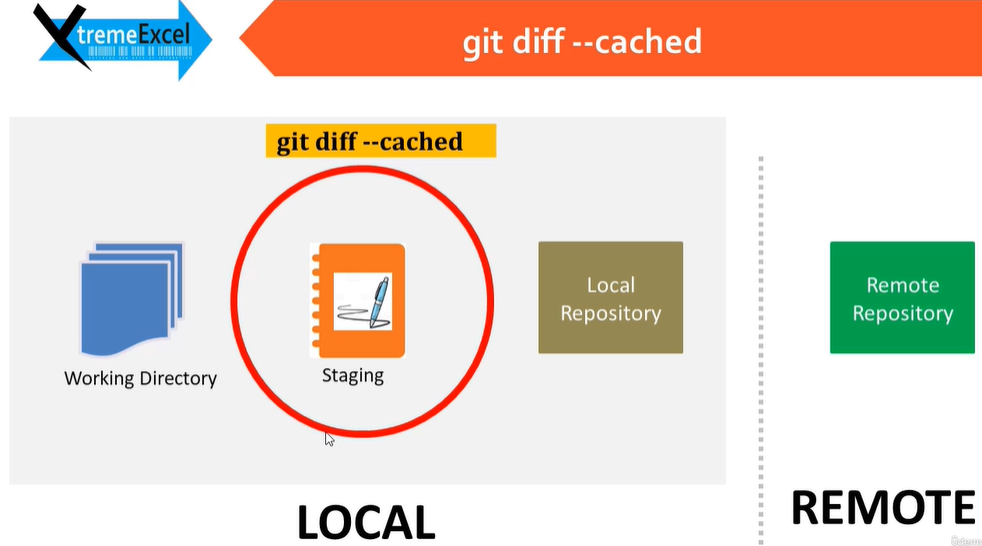 XtremeExcel
git diff --cached
git diff --cached
Working Directory
Staging
Local
Repository
Remote
Repository
LOCAL
REMOTE